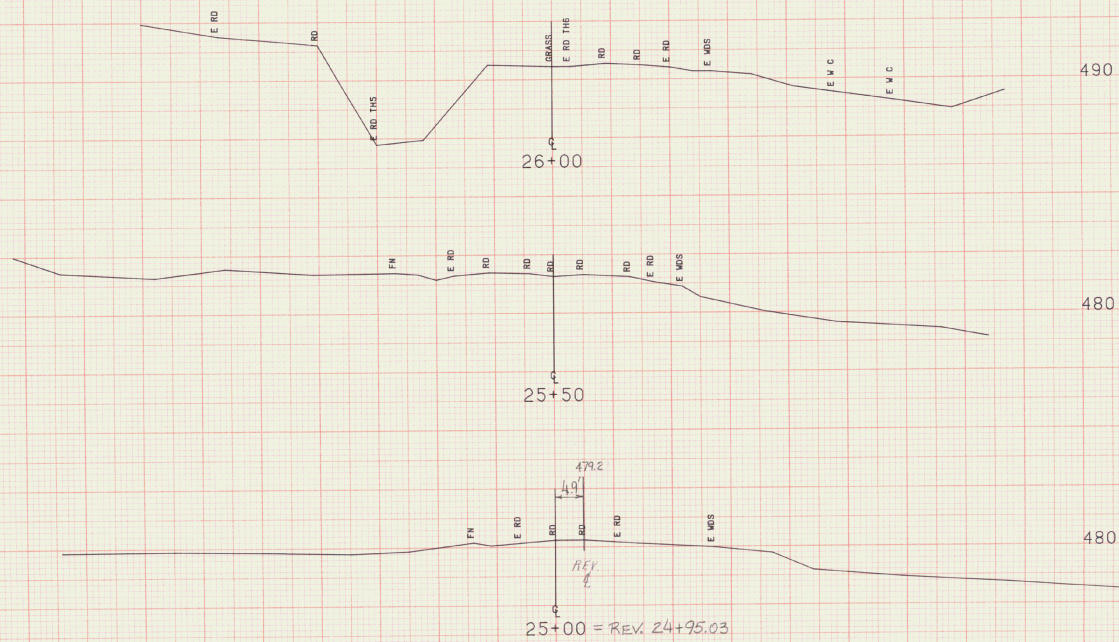 E RD
RD
E RD TH5
GRASS
E RD TH6
RD
RD
E RD
E WDS
E W C
E W C
490
℄
26+00
FN
E RD
RD
RD
RD
RD
RD
E RD
E WDS
480
℄
25+50
479.2
4.9'
FN
E RD
RD
RD
E RD
E WDS
480
REV.
℄
℄
25+00 = REV. 24+95.03